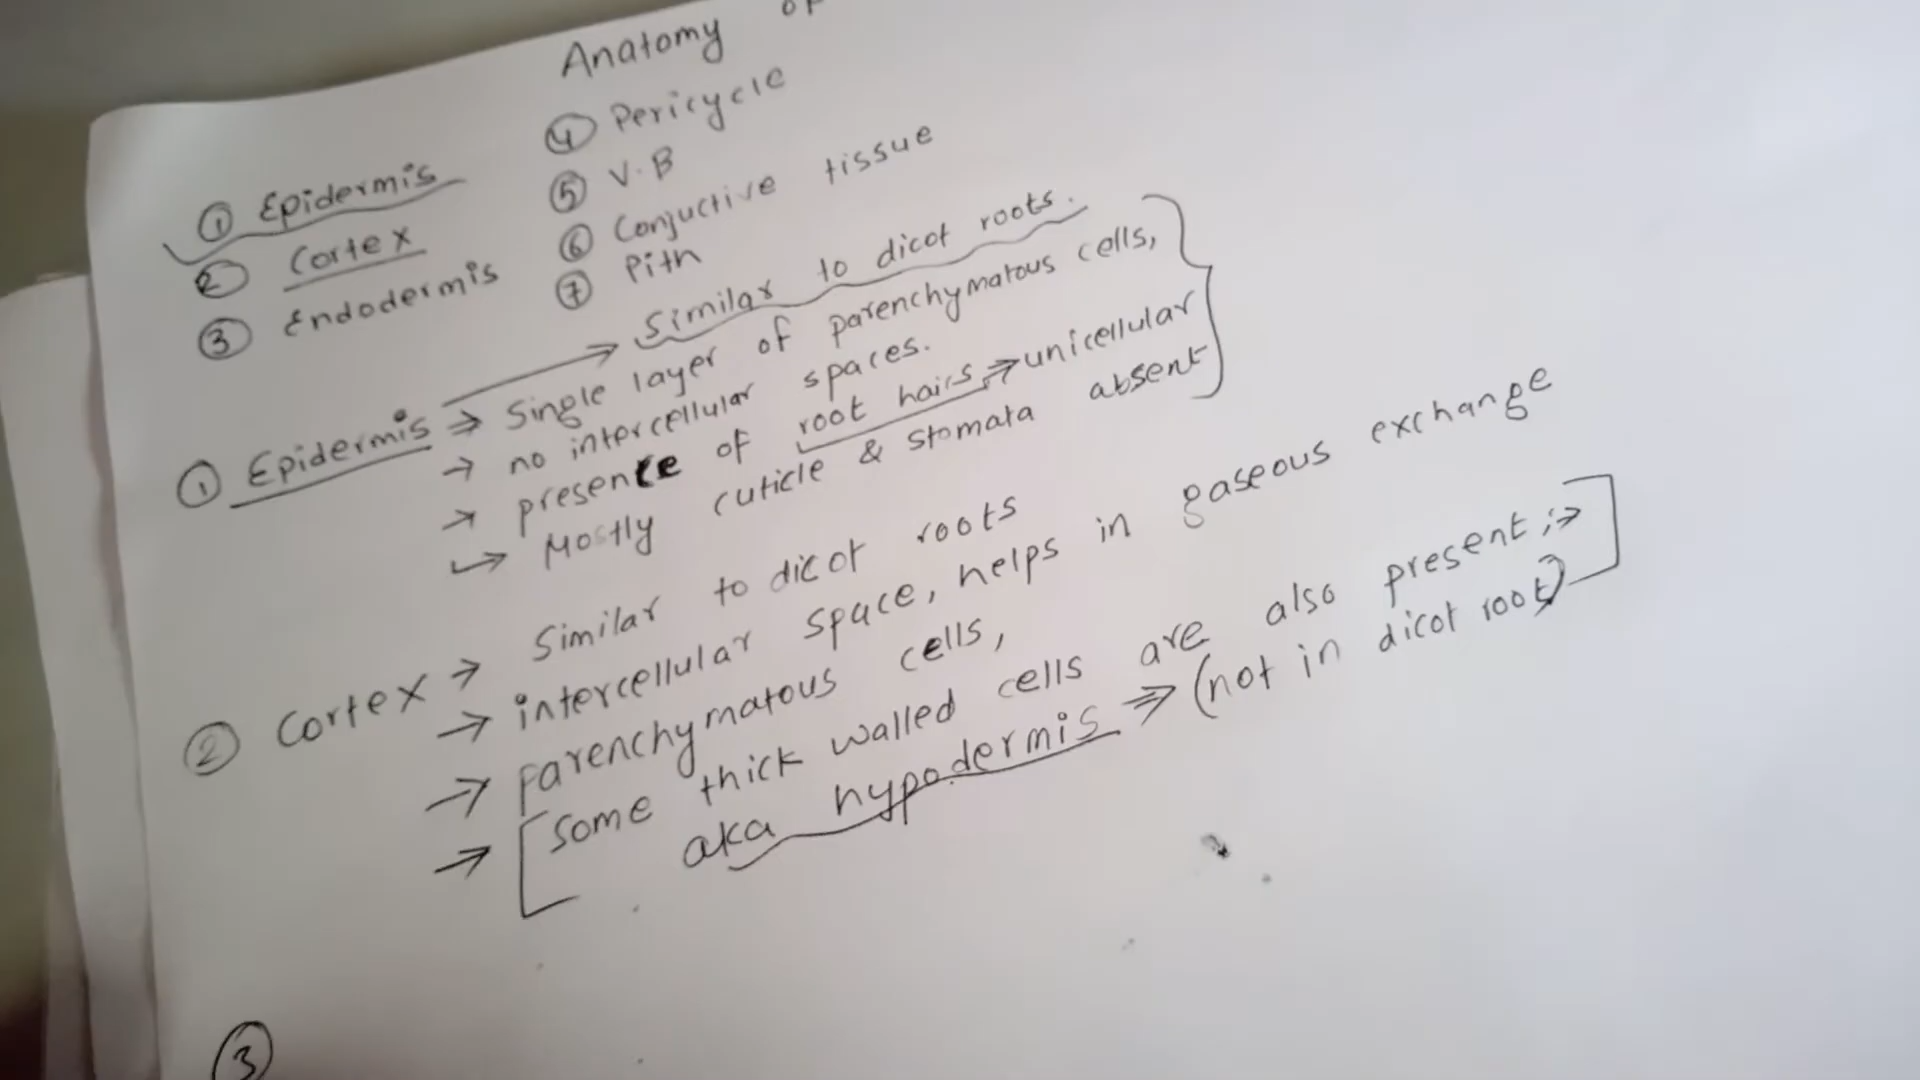 Anatomy of
① Epidermis
② Cortex
③ Endodermis
④ Pericycle
⑤ V.B
⑥ Conjuctive tissue
⑦ Pith
① Epidermis → Similar to dicot roots.
⇒ Single layer of parenchymatous cells,
→ no intercellular spaces.
→ presence of root hairs ⇒ unicellular
↳ Mostly cuticle & stomata absent
② Cortex → Similar to dicot roots
→ intercellular space, helps in gaseous exchange
→ parenchymatous cells,
→ [some thick walled cells are also present ;->
aka hypodermis ⇒ (not in dicot root)]
③